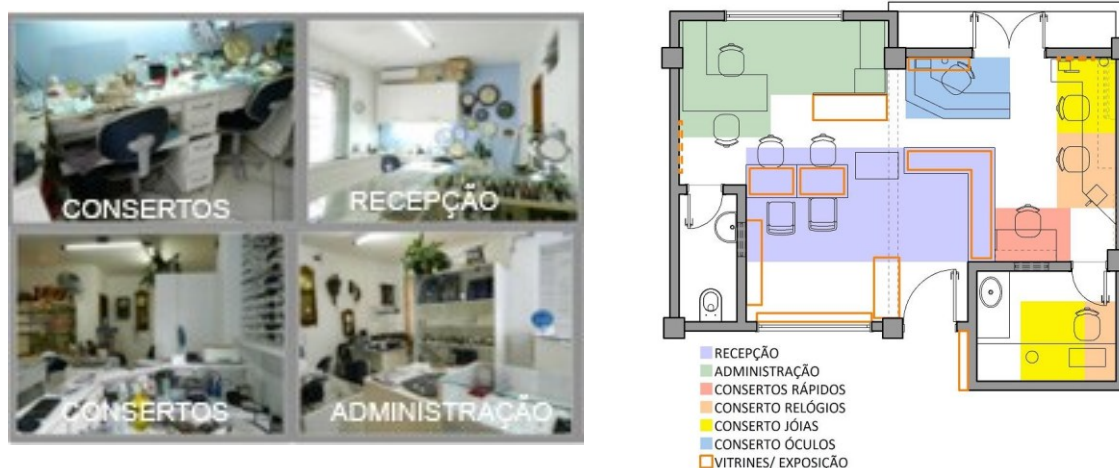 CONSERTOS
RECEPÇÃO
CONSERTOS
ADMINISTRAÇÃO
RECEPÇÃO
ADMINISTRAÇÃO
CONSERTOS RÁPIDOS
CONSERTO RELÓGIOS
CONSERTO JÓIAS
CONSERTO ÓCULOS
VITRINES/ EXPOSIÇÃO